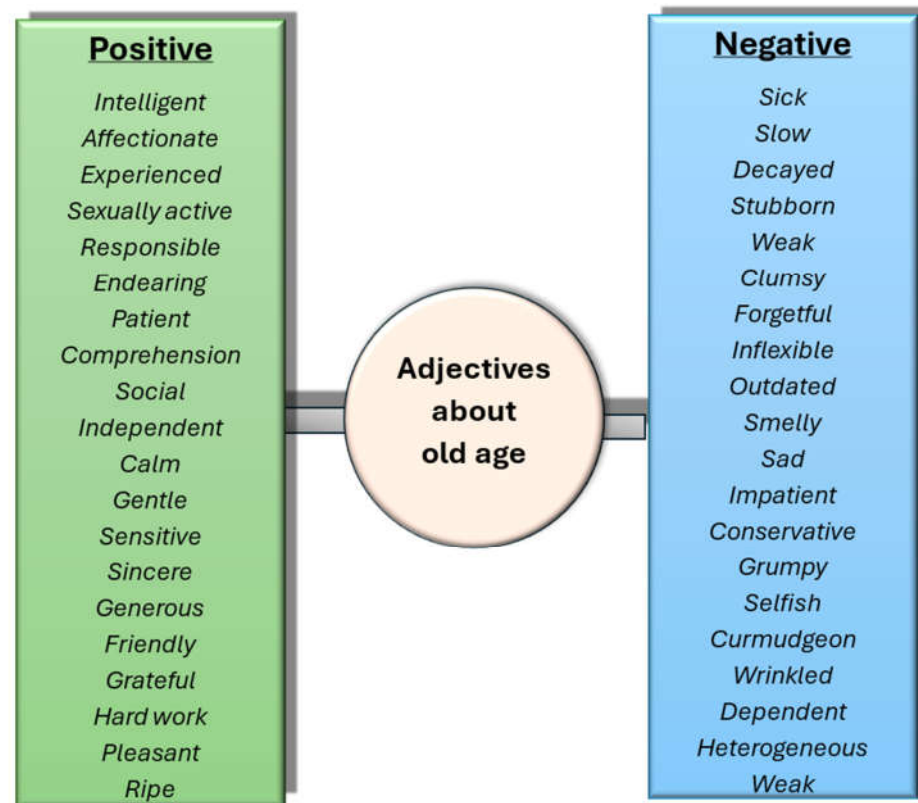 Positive
Intelligent
Affectionate
Experienced
Sexually active
Responsible
Endearing
Patient
Comprehension
Social
Independent
Calm
Gentle
Sensitive
Sincere
Generous
Friendly
Grateful
Hard work
Pleasant
Ripe
Adjectives
about
old age
Negative
Sick
Slow
Decayed
Stubborn
Weak
Clumsy
Forgetful
Inflexible
Outdated
Smelly
Sad
Impatient
Conservative
Grumpy
Selfish
Curmudgeon
Wrinkled
Dependent
Heterogeneous
Weak